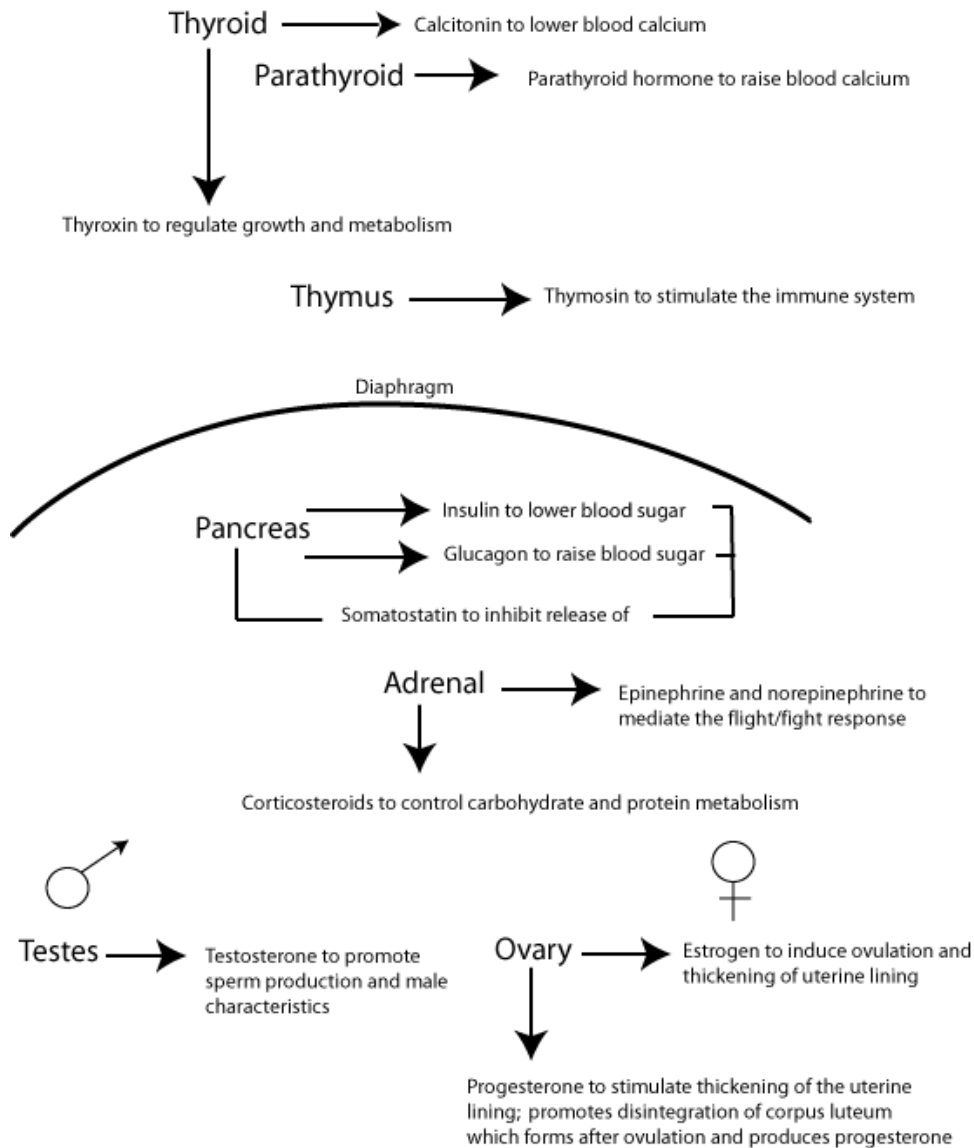 Thyroid
Calcitonin to lower blood calcium
Parathyroid
Parathyroid hormone to raise blood calcium
Thyroxin to regulate growth and metabolism
Thymus
Thymosin to stimulate the immune system
Diaphragm
Pancreas
Insulin to lower blood sugar
Glucagon to raise blood sugar
Somatostatin to inhibit release of
Adrenal
Epinephrine and norepinephrine to
mediate the flight/fight response
Corticosteroids to control carbohydrate and protein metabolism
Testes
Testosterone to promote
sperm production and male
characteristics
Ovary
Estrogen to induce ovulation and
thickening of uterine lining
Progesterone to stimulate thickening of the uterine
lining; promotes disintegration of corpus luteum
which forms after ovulation and produces progesterone